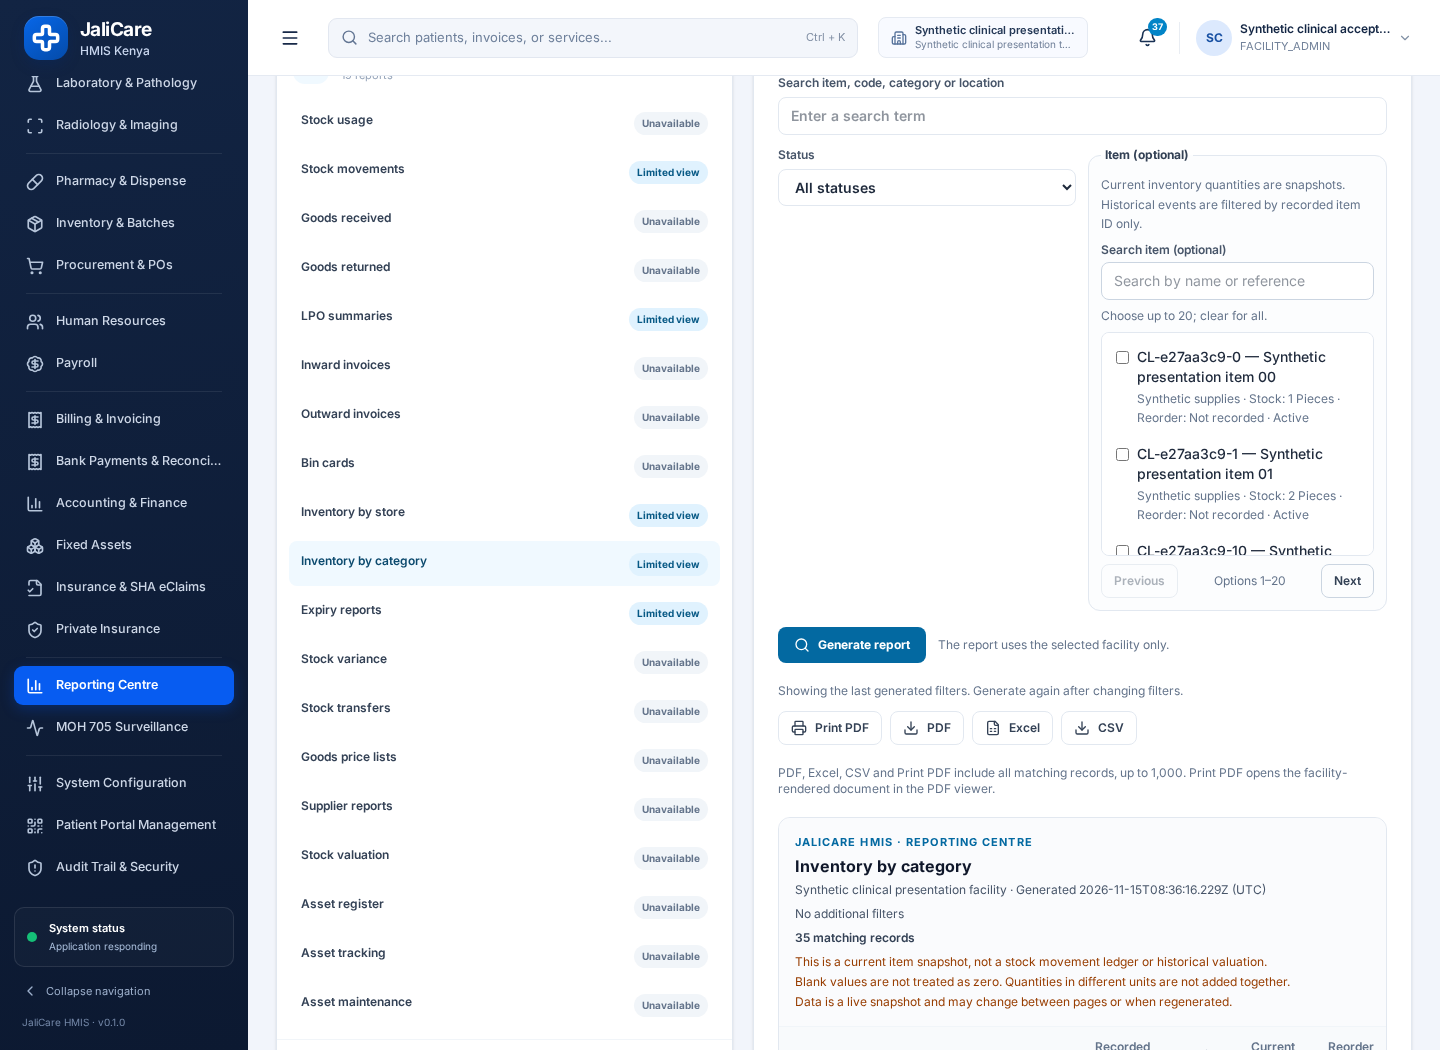 JaliCare
HMIS Kenya
Laboratory & Pathology
Radiology & Imaging
Pharmacy & Dispense
Inventory & Batches
Procurement & POs
Human Resources
Payroll
Billing & Invoicing
Bank Payments & Reconci...
Accounting & Finance
Fixed Assets
Insurance & SHA eClaims
Private Insurance
Reporting Centre
MOH 705 Surveillance
System Configuration
Patient Portal Management
Audit Trail & Security
System status
Application responding
Collapse navigation
JaliCare HMIS · v0.1.0
Search patients, invoices, or services...
Ctrl + K
Synthetic clinical presentati...
Synthetic clinical presentation t...
37
SC
Synthetic clinical accept...
FACILITY_ADMIN
Stock usage
Unavailable
Stock movements
Limited view
Goods received
Unavailable
Goods returned
Unavailable
LPO summaries
Limited view
Inward invoices
Unavailable
Outward invoices
Unavailable
Bin cards
Unavailable
Inventory by store
Limited view
Inventory by category
Limited view
Expiry reports
Limited view
Stock variance
Unavailable
Stock transfers
Unavailable
Goods price lists
Unavailable
Supplier reports
Unavailable
Stock valuation
Unavailable
Asset register
Unavailable
Asset tracking
Unavailable
Asset maintenance
Unavailable
Search item, code, category or location
Enter a search term
Status
All statuses
Item (optional)
Current inventory quantities are snapshots.
Historical events are filtered by recorded item
ID only.
Search item (optional)
Search by name or reference
Choose up to 20; clear for all.
CL-e27aa3c9-0 — Synthetic
presentation item 00
Synthetic supplies · Stock: 1 Pieces ·
Reorder: Not recorded · Active
CL-e27aa3c9-1 — Synthetic
presentation item 01
Synthetic supplies · Stock: 2 Pieces ·
Reorder: Not recorded · Active
CL-e27aa3c9-10 — Synthetic
Previous
Options 1–20
Next
Generate report
The report uses the selected facility only.
Showing the last generated filters. Generate again after changing filters.
Print PDF
PDF
Excel
CSV
PDF, Excel, CSV and Print PDF include all matching records, up to 1,000. Print PDF opens the facility-
rendered document in the PDF viewer.
JALICARE HMIS · REPORTING CENTRE
Inventory by category
Synthetic clinical presentation facility · Generated 2026-11-15T08:36:16.229Z (UTC)
No additional filters
35 matching records
This is a current item snapshot, not a stock movement ledger or historical valuation.
Blank values are not treated as zero. Quantities in different units are not added together.
Data is a live snapshot and may change between pages or when regenerated.
Recorded
Current
Reorder